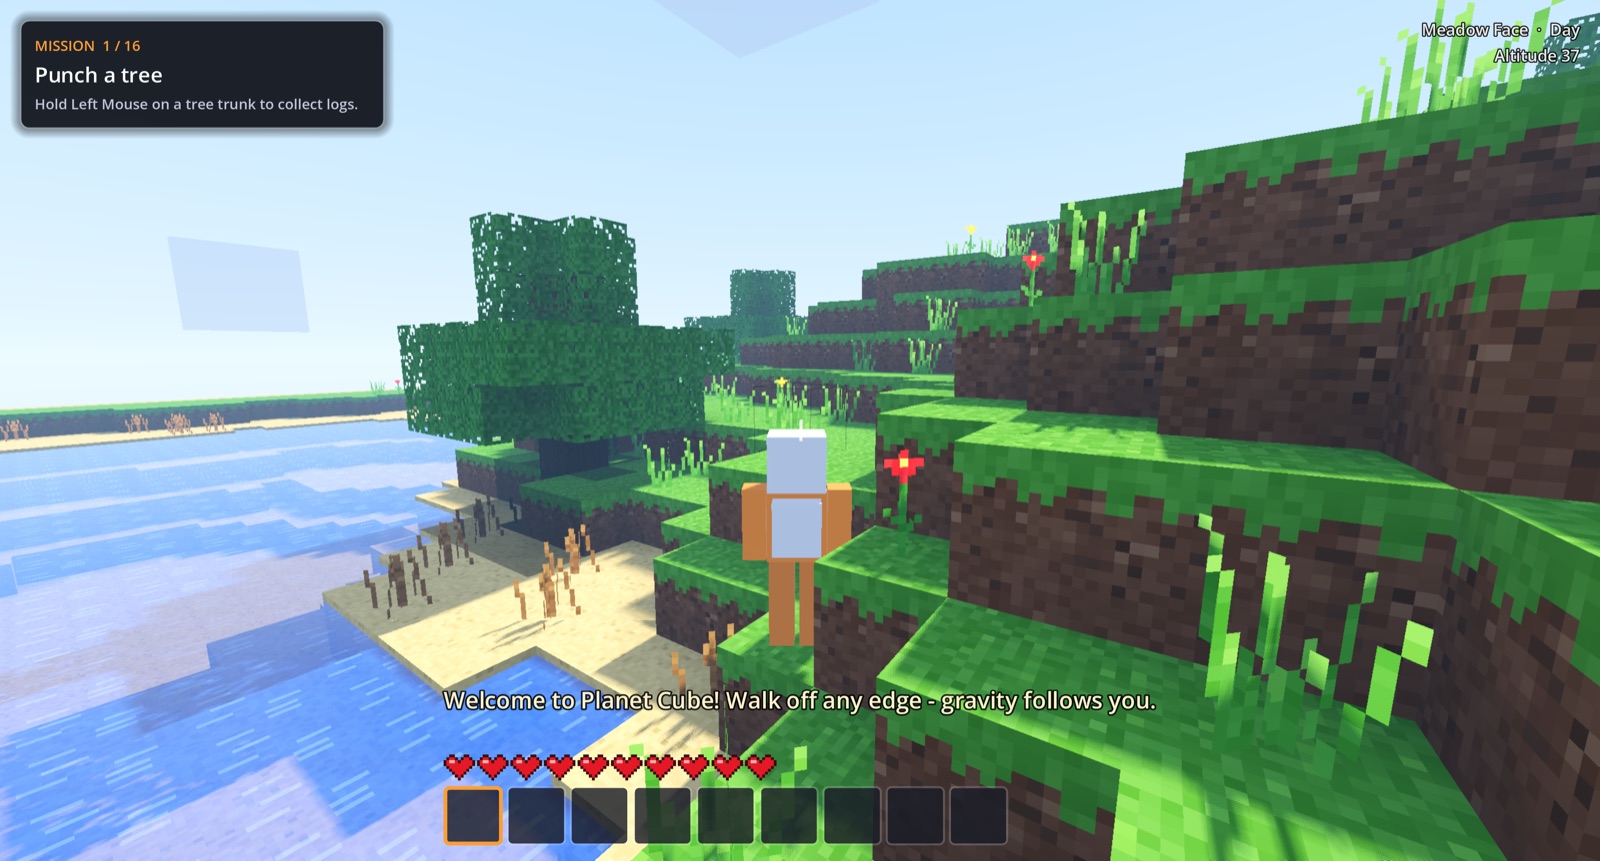 MISSION 1 / 16
Punch a tree
Hold Left Mouse on a tree trunk to collect logs.
Meadow Face · Day
Altitude 37
Welcome to Planet Cube! Walk off any edge - gravity follows you.